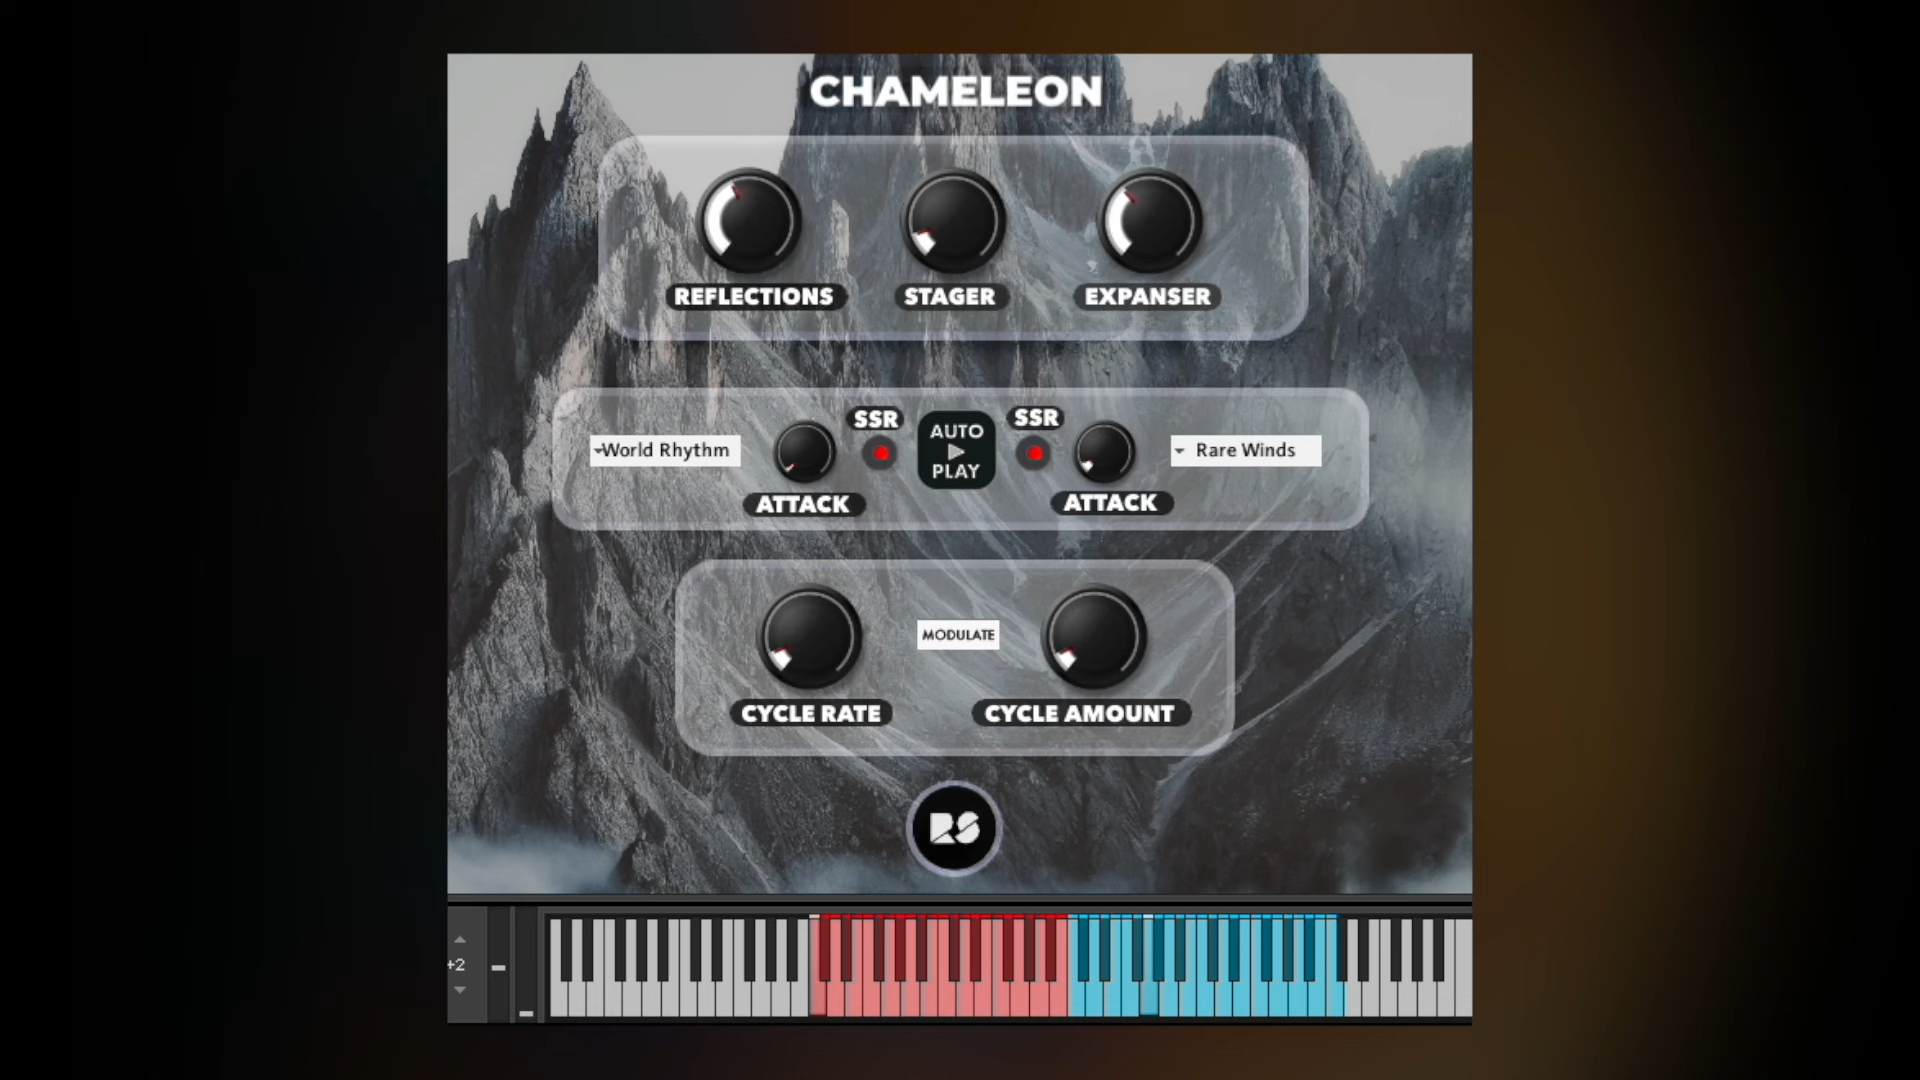 CHAMELEON
REFLECTIONS
STAGER
EXPANSER
World Rhythm
ATTACK
SSR
AUTO
PLAY
SSR
ATTACK
Rare Winds
CYCLE RATE
MODULATE
CYCLE AMOUNT
RS
+2